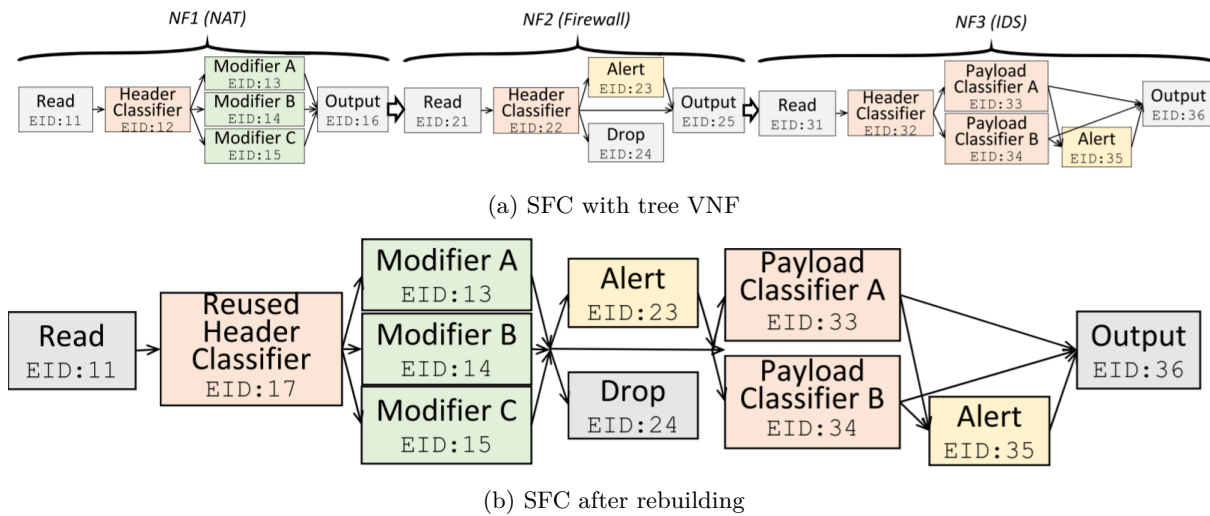 NF1 (NAT)
NF2 (Firewall)
NF3 (IDS)
Read
EID:11
Header
Classifier
EID:12
Modifier A
EID:13
Modifier B
EID:14
Modifier C
EID:15
Output
EID:16
Read
EID:21
Header
Classifier
EID:22
Alert
EID:23
Drop
EID:24
Output
EID:25
Read
EID:31
Header
Classifier
EID:32
Payload
Classifier A
EID:33
Payload
Classifier B
EID:34
Alert
EID:35
Output
EID:36
(a) SFC with tree VNF
Read
EID:11
Reused
Header
Classifier
EID:17
Modifier A
EID:13
Modifier B
EID:14
Modifier C
EID:15
Alert
EID:23
Drop
EID:24
Payload
Classifier A
EID:33
Payload
Classifier B
EID:34
Alert
EID:35
Output
EID:36
(b) SFC after rebuilding